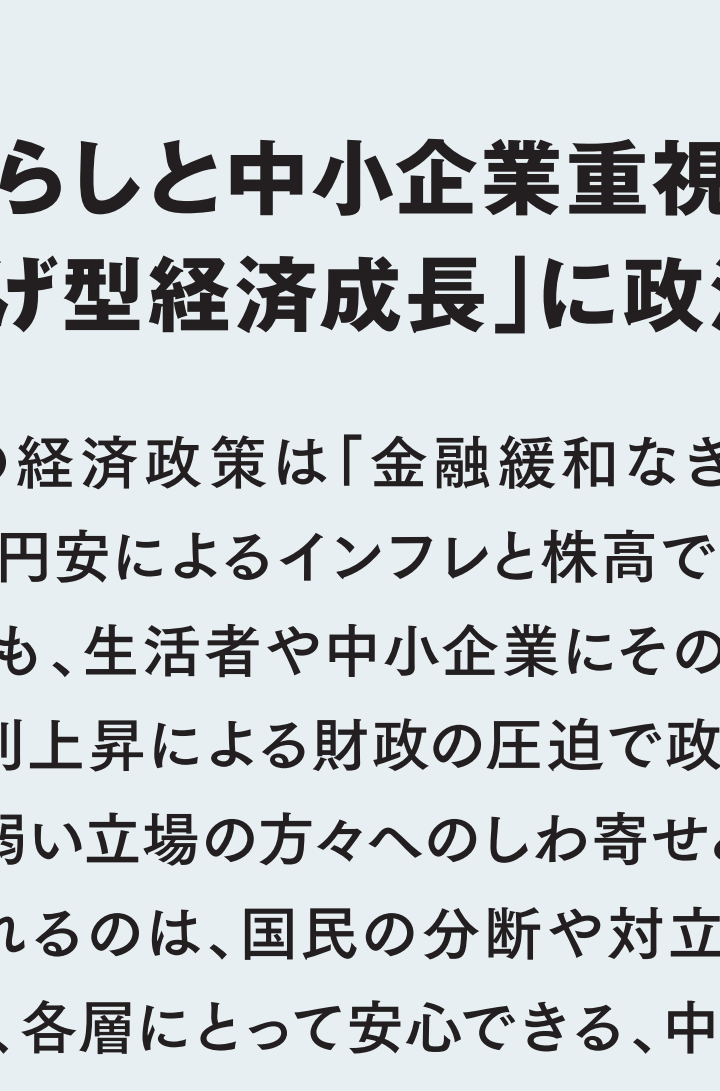 らしと中小企業重視
げ型経済成長」に政治
の経済政策は「金融緩和なき
円安によるインフレと株高で
も、生活者や中小企業にその
利上昇による財政の圧迫で政
弱い立場の方々へのしわ寄せ
れるのは、国民の分断や対立
、各層にとって安心できる、中